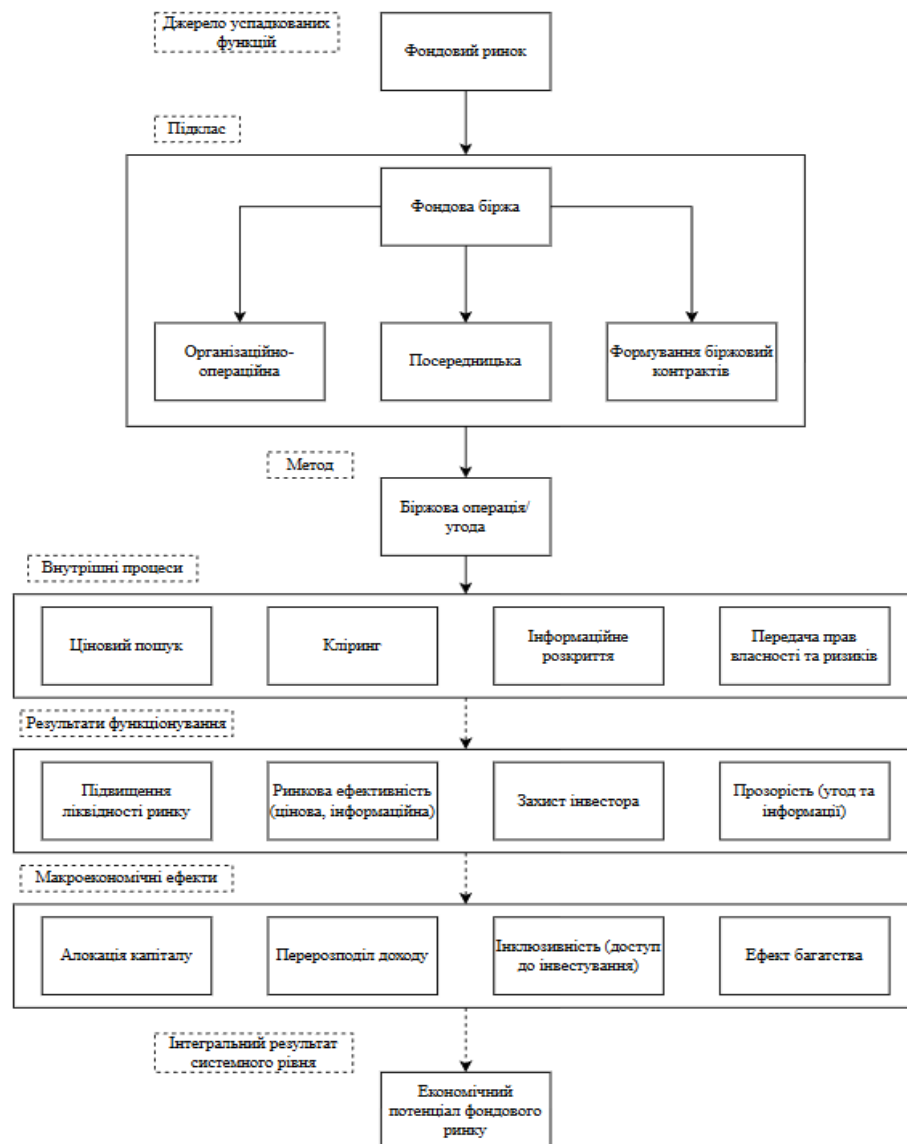 Джерело успадкованих
функцій
Фондовий ринок
Підклас
Фондова біржа
Організаційно-
операційна
Посередницька
Формування біржовий
контрактів
Метод
Біржова операція/
угода
Внутрішні процеси
Ціновий пошук
Кліринг
Інформаційне
розкриття
Передача прав
власності та ризиків
Результати функціонування
Підвищення
ліквідності ринку
Ринкова ефективність
(цінова, інформаційна)
Захист інвестора
Прозорість (угод та
інформації)
Макроекономічні ефекти
Алокація капіталу
Перерозподіл доходу
Інклюзивність (доступ
до інвестування)
Ефект багатства
Інтегральний результат
системного рівня
Економічний
потенціал фондового
ринку